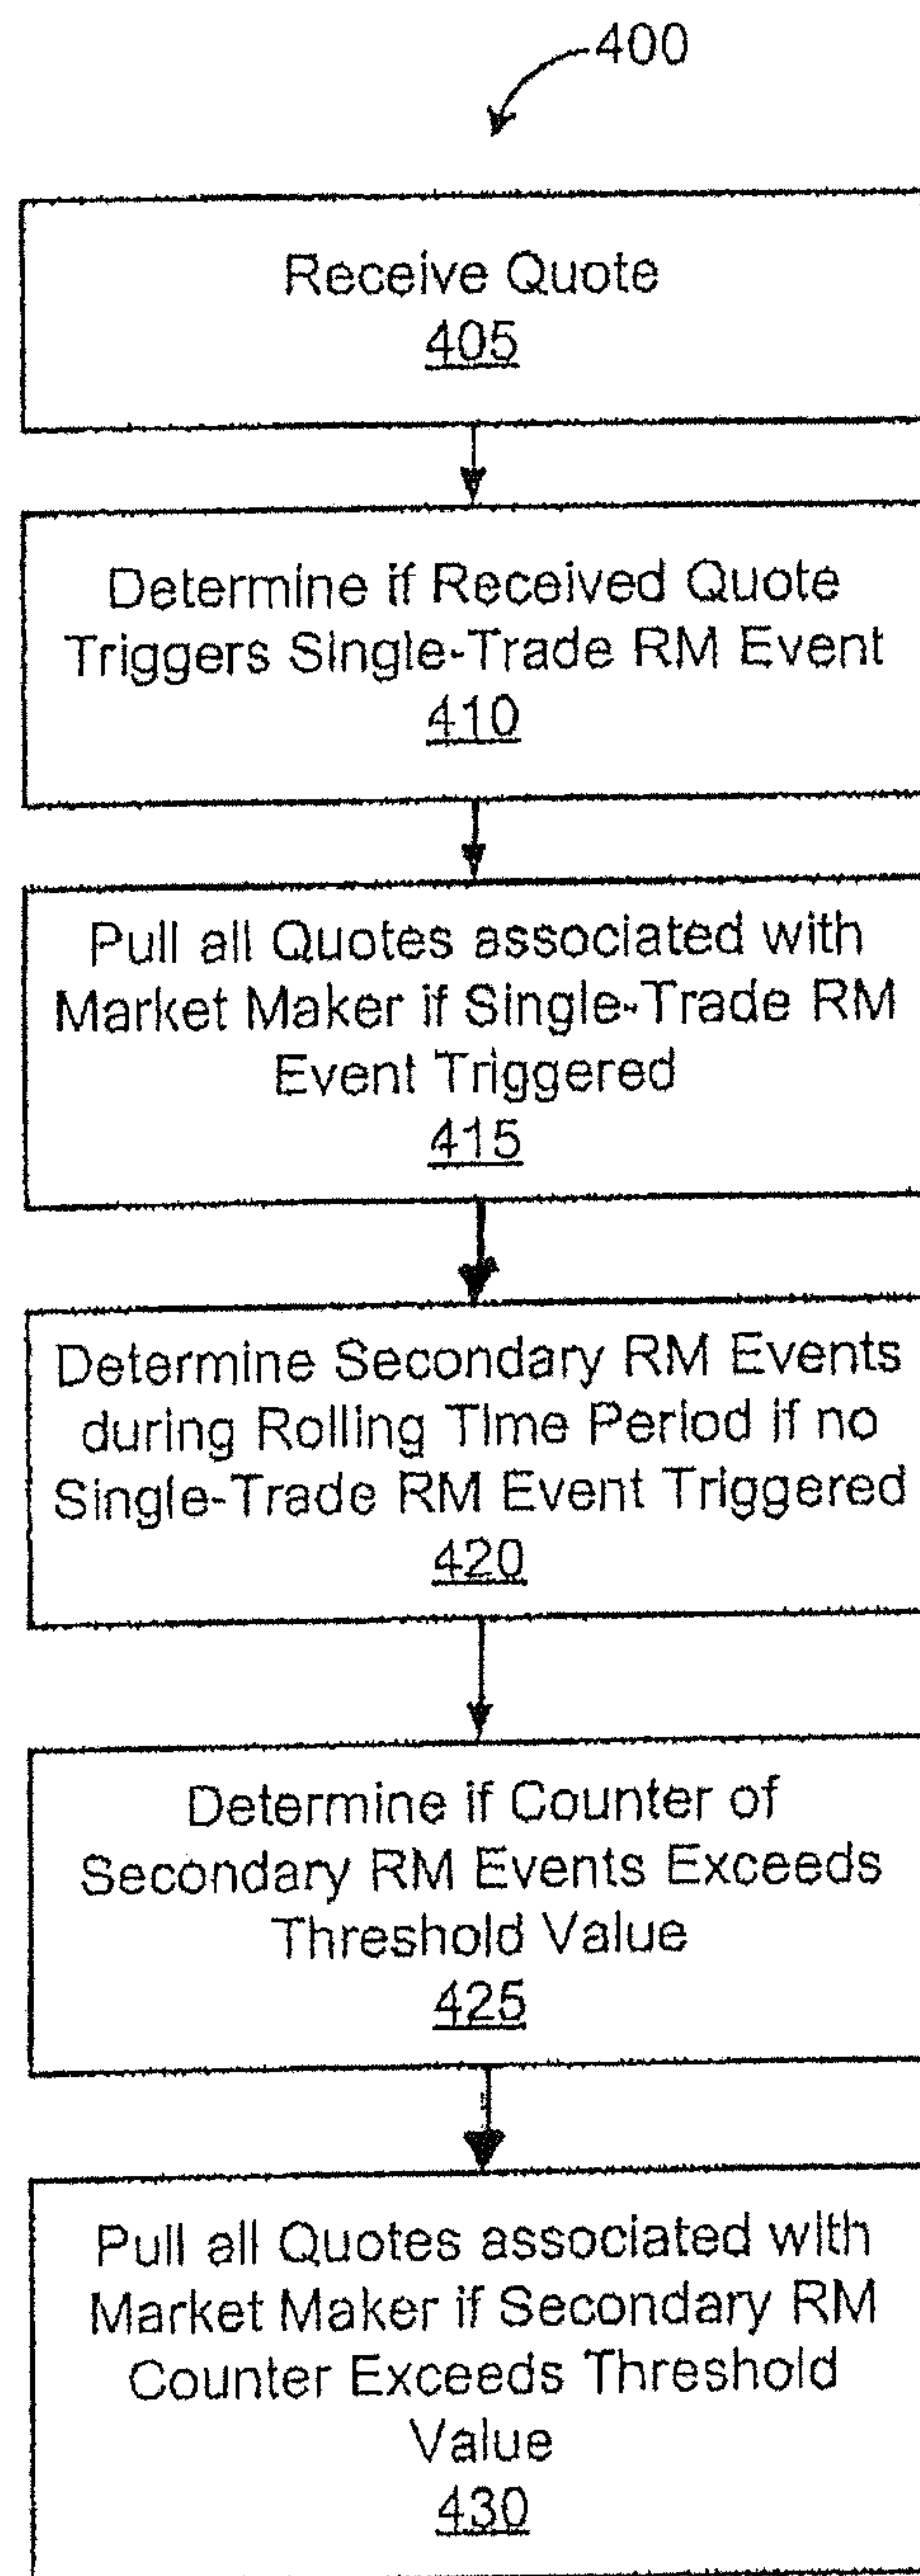 400
Receive Quote
405
Determine if Received Quote
Triggers Single-Trade RM Event
410
Pull all Quotes associated with
Market Maker if Single-Trade RM
Event Triggered
415
Determine Secondary RM Events
during Rolling Time Period if no
Single-Trade RM Event Triggered
420
Determine if Counter of
Secondary RM Events Exceeds
Threshold Value
425
Pull all Quotes associated with
Market Maker if Secondary RM
Counter Exceeds Threshold
Value
430